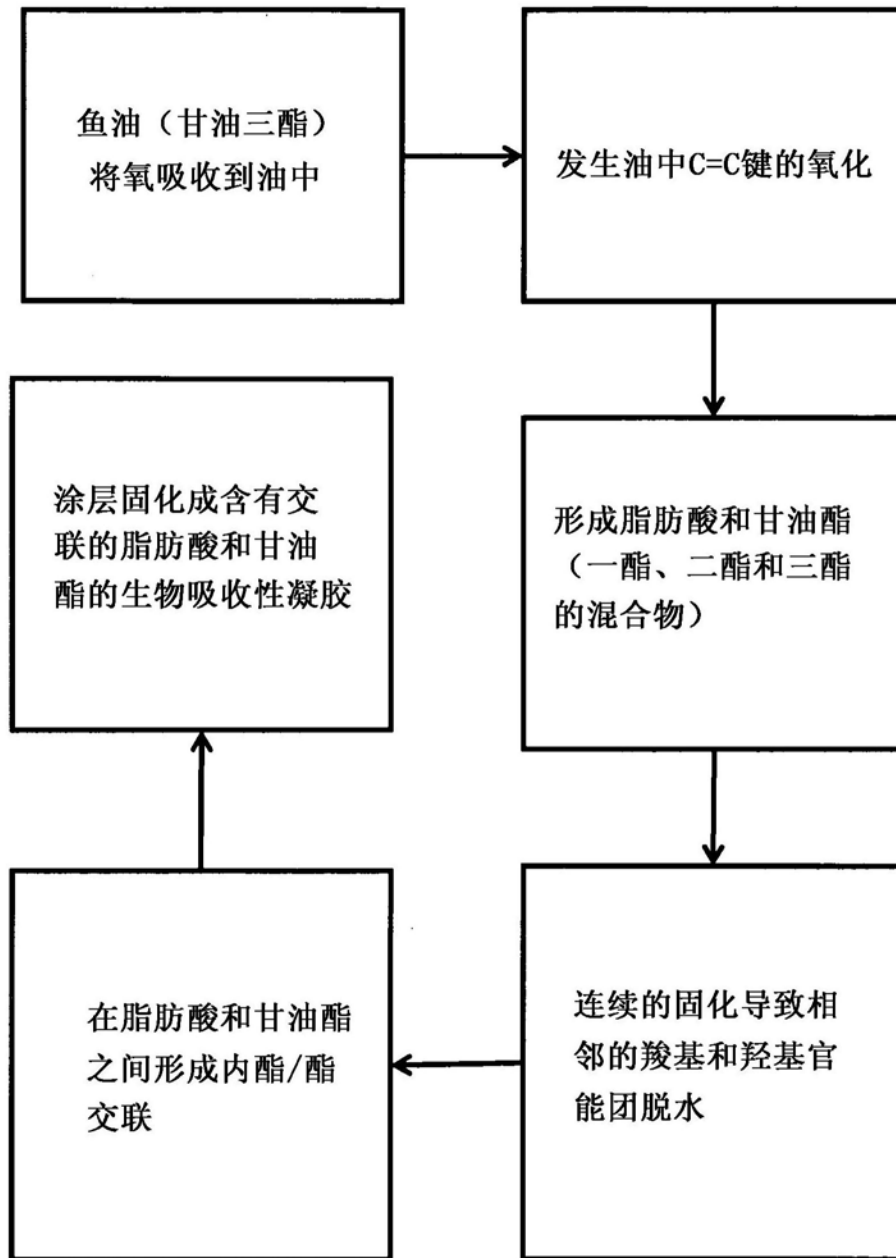 鱼油（甘油三酯）
将氧吸收到油中
发生油中C=C键的氧化
形成脂肪酸和甘油酯
（一酯、二酯和三酯
的混合物）
连续的固化导致相
邻的羧基和羟基官
能团脱水
在脂肪酸和甘油酯
之间形成内酯/酯
交联
涂层固化成含有交
联的脂肪酸和甘油
酯的生物吸收性凝胶